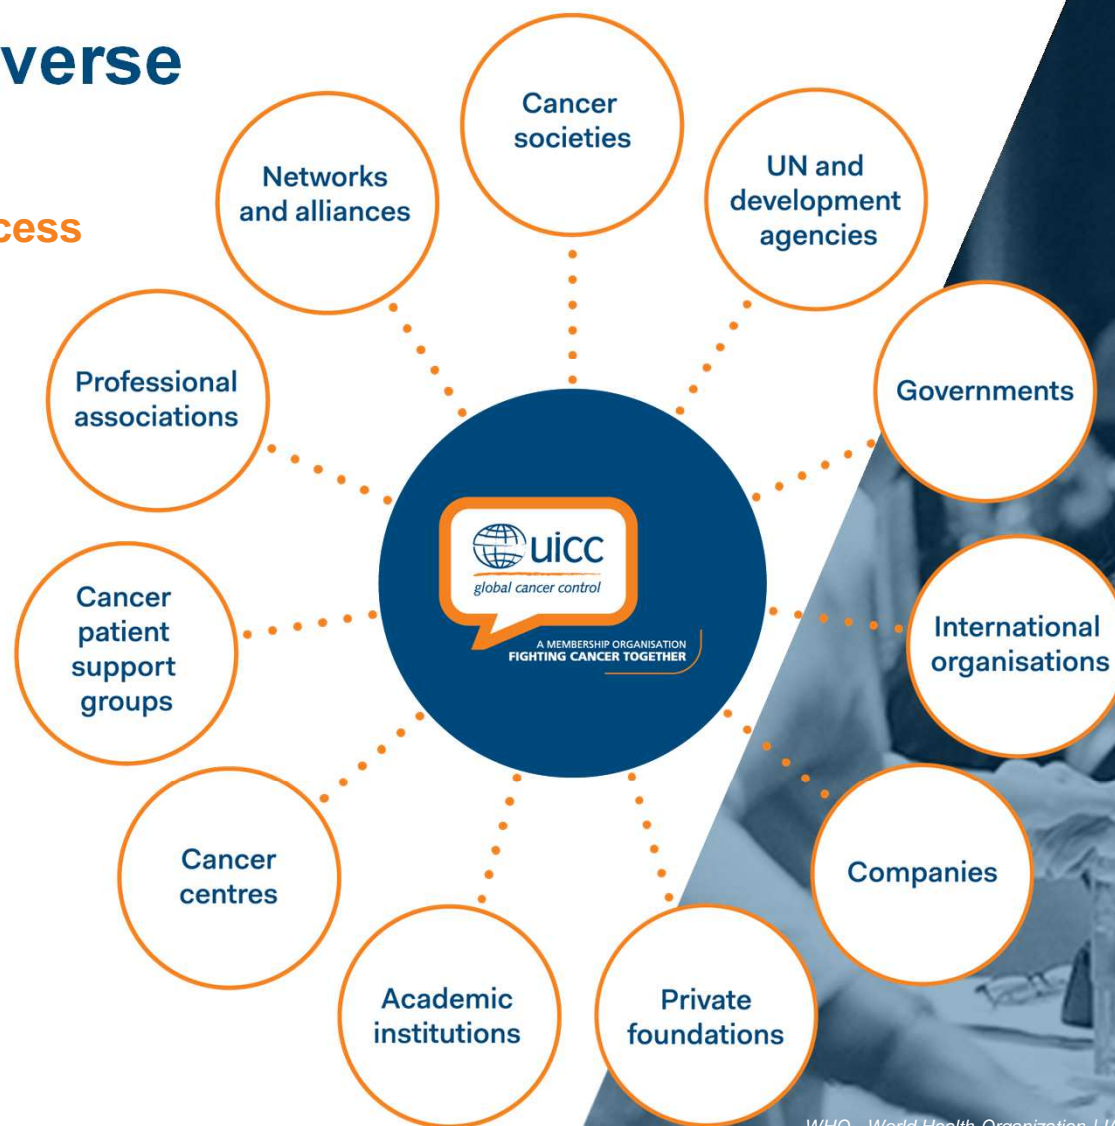 verse
cess
Cancer
societies
UN and
development
agencies
Networks
and alliances
Governments
Professional
associations
International
organisations
Cancer
patient
support
groups
Companies
Cancer
centres
Academic
institutions
Private
foundations
uicc
global cancer control
A MEMBERSHIP ORGANISATION
FIGHTING CANCER TOGETHER
WHO - World Health Organization